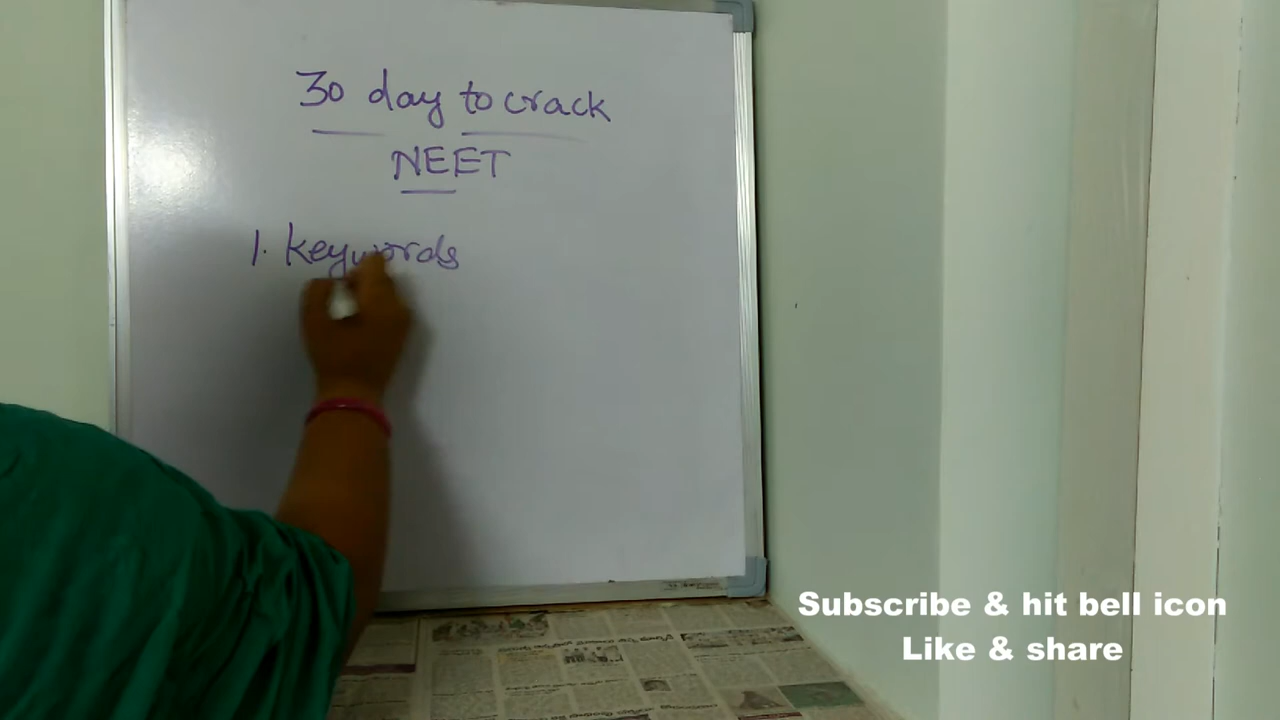 30 day to crack
NEET
1. keywords
Subscribe & hit bell icon
Like & share